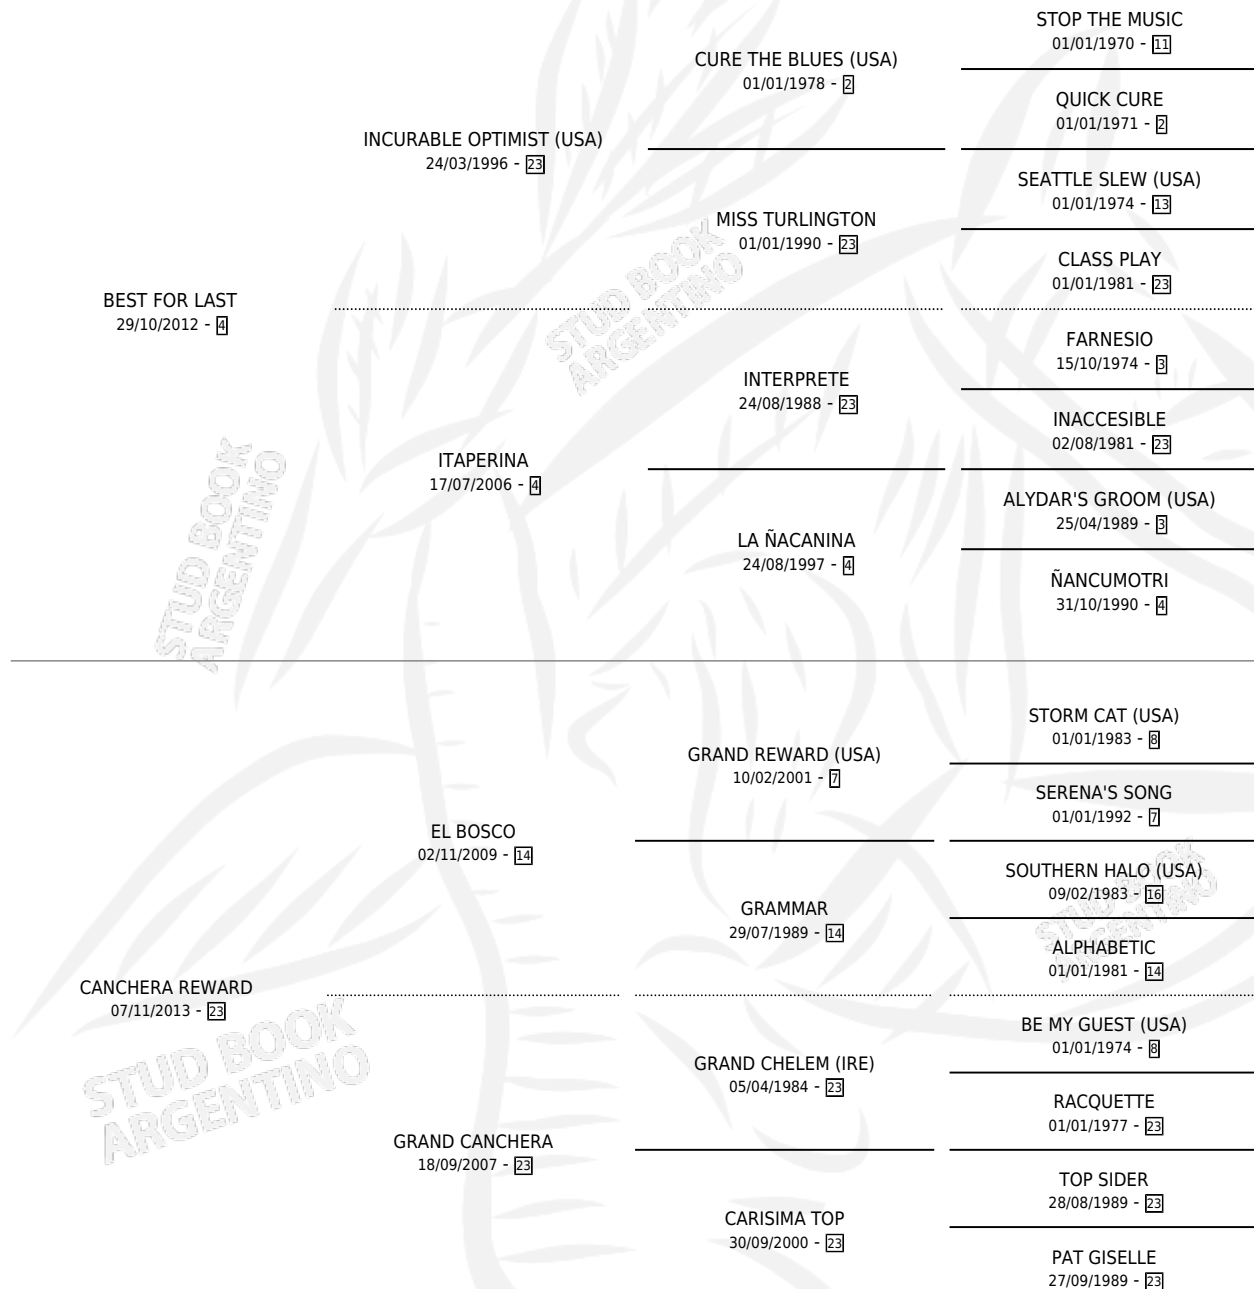 STOP THE MUSIC
01/01/1970 - 11
CURE THE BLUES (USA)
01/01/1978 - 2
QUICK CURE
01/01/1971 - 2
INCURABLE OPTIMIST (USA)
24/03/1996 - 23
SEATTLE SLEW (USA)
01/01/1974 - 13
MISS TURLINGTON
01/01/1990 - 23
CLASS PLAY
01/01/1981 - 23
BEST FOR LAST
29/10/2012 - 4
STUD BOOK
ARGENTINO
FARNESIO
15/10/1974 - 3
INTERPRETE
24/08/1988 - 23
INACCESIBLE
02/08/1981 - 23
ITAPERINA
17/07/2006 - 4
ALYDAR'S GROOM (USA)
25/04/1989 - 3
LA ÑACANINA
24/08/1997 - 4
ÑANCUMOTRI
31/10/1990 - 4
STUD BOOK
ARGENTINO
STORM CAT (USA)
01/01/1983 - 8
GRAND REWARD (USA)
10/02/2001 - 7
SERENA'S SONG
01/01/1992 - 7
EL BOSCO
02/11/2009 - 14
SOUTHERN HALO (USA)
09/02/1983 - 16
GRAMMAR
29/07/1989 - 14
STUD BOOK
ARGENTINO
ALPHABETIC
01/01/1981 - 14
CANCHERA REWARD
07/11/2013 - 23
BE MY GUEST (USA)
01/01/1974 - 8
GRAND CHELEM (IRE)
05/04/1984 - 23
RACQUETTE
01/01/1977 - 23
STUD BOOK
ARGENTINO
GRAND CANCHERA
18/09/2007 - 23
TOP SIDER
28/08/1989 - 23
CARISIMA TOP
30/09/2000 - 23
PAT GISELLE
27/09/1989 - 23